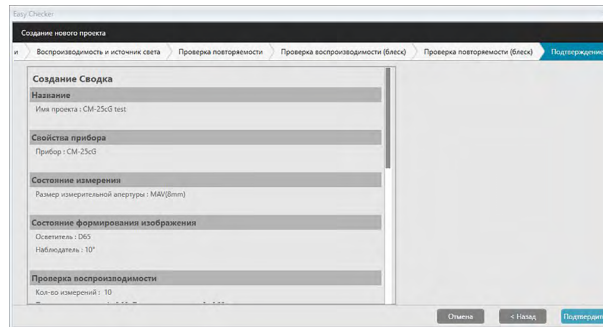 Easy Checker
Создание нового проекта
и Воспроизводимость и источник света Проверка повторяемости Проверка воспроизводимости (блеск) Проверка повторяемости (блеск) Подтверждение
Создание Сводка
Название
Имя проекта : CM-25cG test
Свойства прибора
Прибор : CM-25cG
Состояние измерения
Размер измерительной апертуры : MAV(8mm)
Состояние формирования изображения
Осветитель : D65
Наблюдатель : 10°
Проверка воспроизводимости
Кол-во измерений : 10
Отмена < Назад Подтвердит